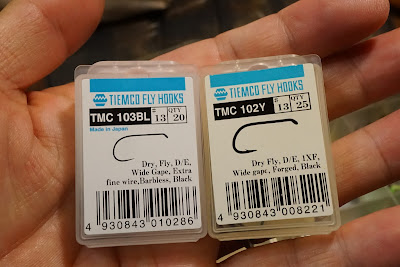 TIEMCO FLY HOOKS
TMC 103BL # 13 QTY 20
Made in Japan
Dry, Fly, D/E,
Wide Gape, Extra
fine wire, Barbless, Black
4 930843 010286
TIEMCO FLY HOOKS
TMC 102Y # 13 QTY 25
Dry Fly, D/E, 1XF,
Wide gape, Forged, Black
4 930843 008221